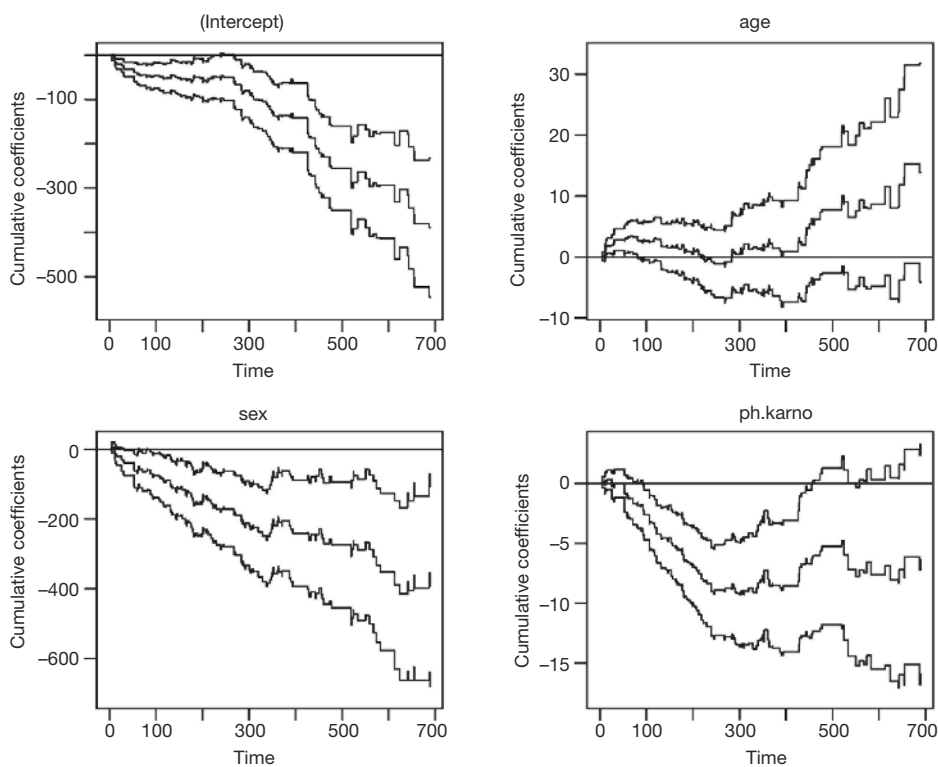 (Intercept)
Cumulative coefficients
−100
−300
−500
0 100 300 500 700
Time
age
Cumulative coefficients
30
20
10
0
−10
0 100 300 500 700
Time
sex
Cumulative coefficients
0
−200
−400
−600
0 100 300 500 700
Time
ph.karno
Cumulative coefficients
0
−5
−10
−15
0 100 300 500 700
Time